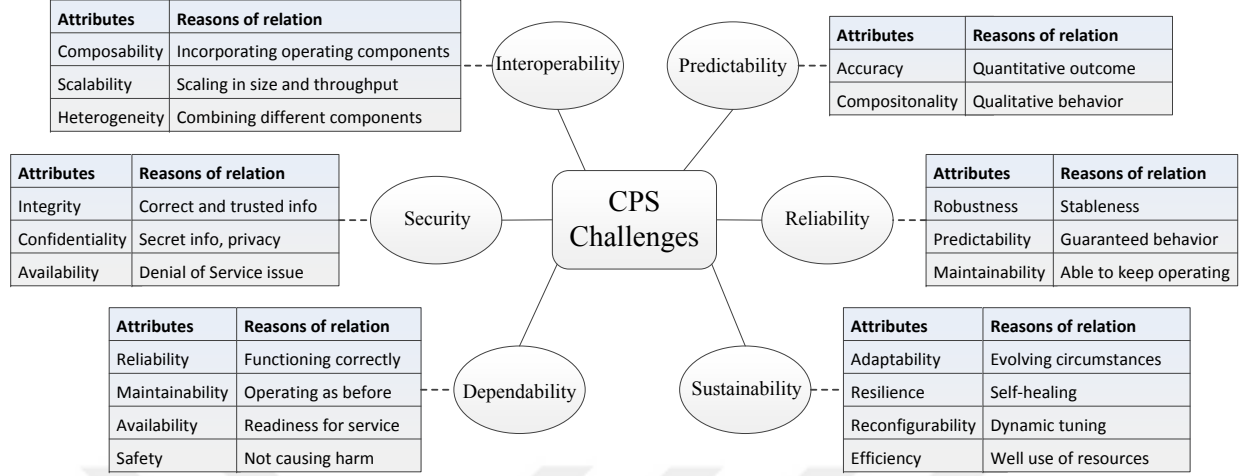 Attributes Reasons of relation
Composability Incorporating operating components
Scalability Scaling in size and throughput
Heterogeneity Combining different components
Interoperability
Predictability
Attributes Reasons of relation
Accuracy Quantitative outcome
Compositonality Qualitative behavior
Attributes Reasons of relation
Integrity Correct and trusted info
Confidentiality Secret info, privacy
Availability Denial of Service issue
Security
CPS
Challenges
Reliability
Attributes Reasons of relation
Robustness Stableness
Predictability Guaranteed behavior
Maintainability Able to keep operating
Attributes Reasons of relation
Reliability Functioning correctly
Maintainability Operating as before
Availability Readiness for service
Safety Not causing harm
Dependability
Sustainability
Attributes Reasons of relation
Adaptability Evolving circumstances
Resilience Self-healing
Reconfigurability Dynamic tuning
Efficiency Well use of resources